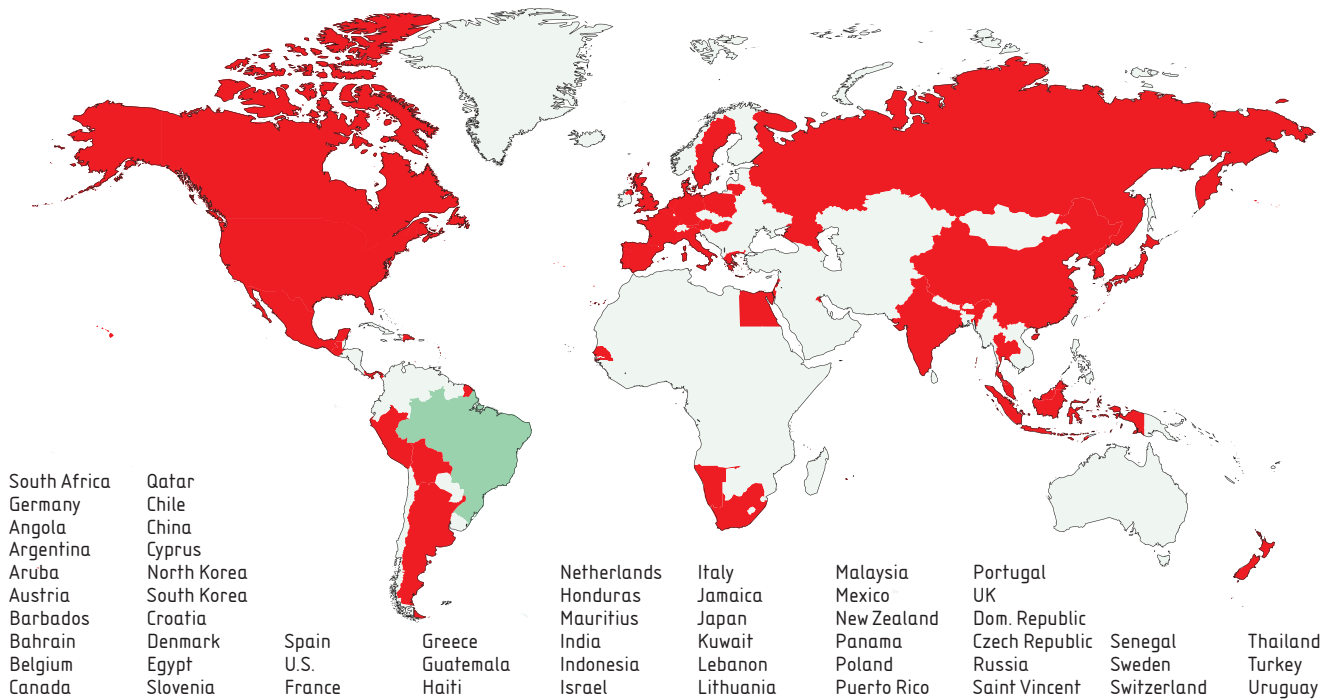 South Africa
Germany
Angola
Argentina
Aruba
Austria
Barbados
Bahrain
Belgium
Canada
Qatar
Chile
China
Cyprus
North Korea
South Korea
Croatia
Denmark
Egypt
Slovenia
Spain
U.S.
France
Greece
Guatemala
Haiti
Netherlands
Honduras
Mauritius
India
Indonesia
Israel
Italy
Jamaica
Japan
Kuwait
Lebanon
Lithuania
Malaysia
Mexico
New Zealand
Panama
Poland
Puerto Rico
Portugal
UK
Dom. Republic
Czech Republic
Russia
Saint Vincent
Senegal
Sweden
Switzerland
Thailand
Turkey
Uruguay